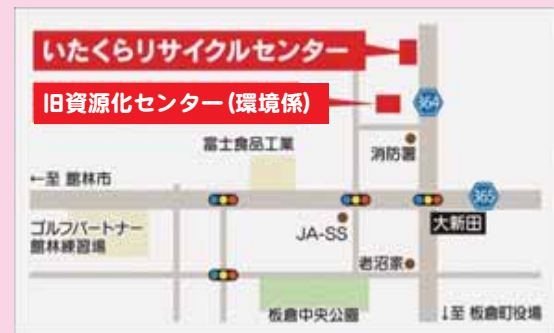 いたくらリサイクルセンター
旧資源化センター(環境係)
364
富士食品工業
消防署
←至 館林市
365
ゴルフパートナー
館林練習場
JA-SS
大新田
老沼家
板倉中央公園
↓至 板倉町役場